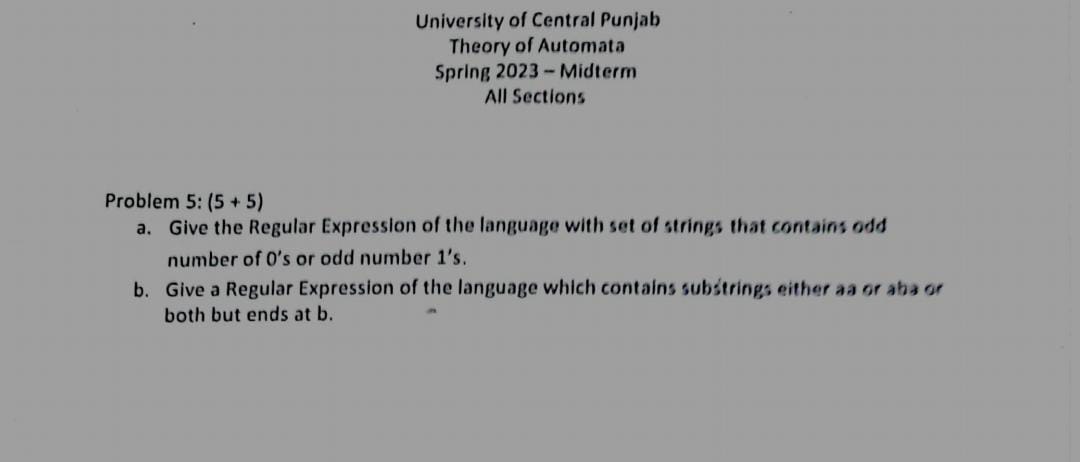 University of Central Punjab
Theory of Automata
Spring 2023 – Midterm
All Sections
Problem 5: (5 + 5)
a. Give the Regular Expression of the language with set of strings that contains odd
number of 0's or odd number 1's.
b. Give a Regular Expression of the language which contains substrings either aa or aba or
both but ends at b.